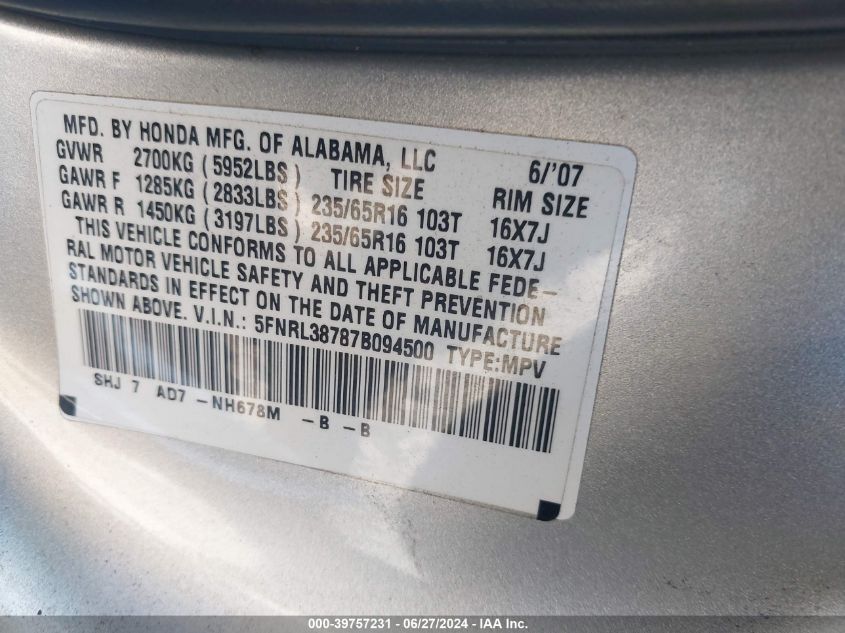 MFD. BY HONDA MFG. OF ALABAMA, LLC 6/'07
GVWR 2700KG (5952LBS) TIRE SIZE RIM SIZE
GAWR F 1285KG (2833LBS) 235/65R16 103T 16X7J
GAWR R 1450KG (3197LBS) 235/65R16 103T 16X7J
THIS VEHICLE CONFORMS TO ALL APPLICABLE FEDE-
RAL MOTOR VEHICLE SAFETY AND THEFT PREVENTION
STANDARDS IN EFFECT ON THE DATE OF MANUFACTURE
SHOWN ABOVE. V.I.N.: 5FNRL38787B094500 TYPE:MPV
SHJ 7 AD7 -NH678M -B -B
000-39757231 - 06/27/2024 - IAA Inc.